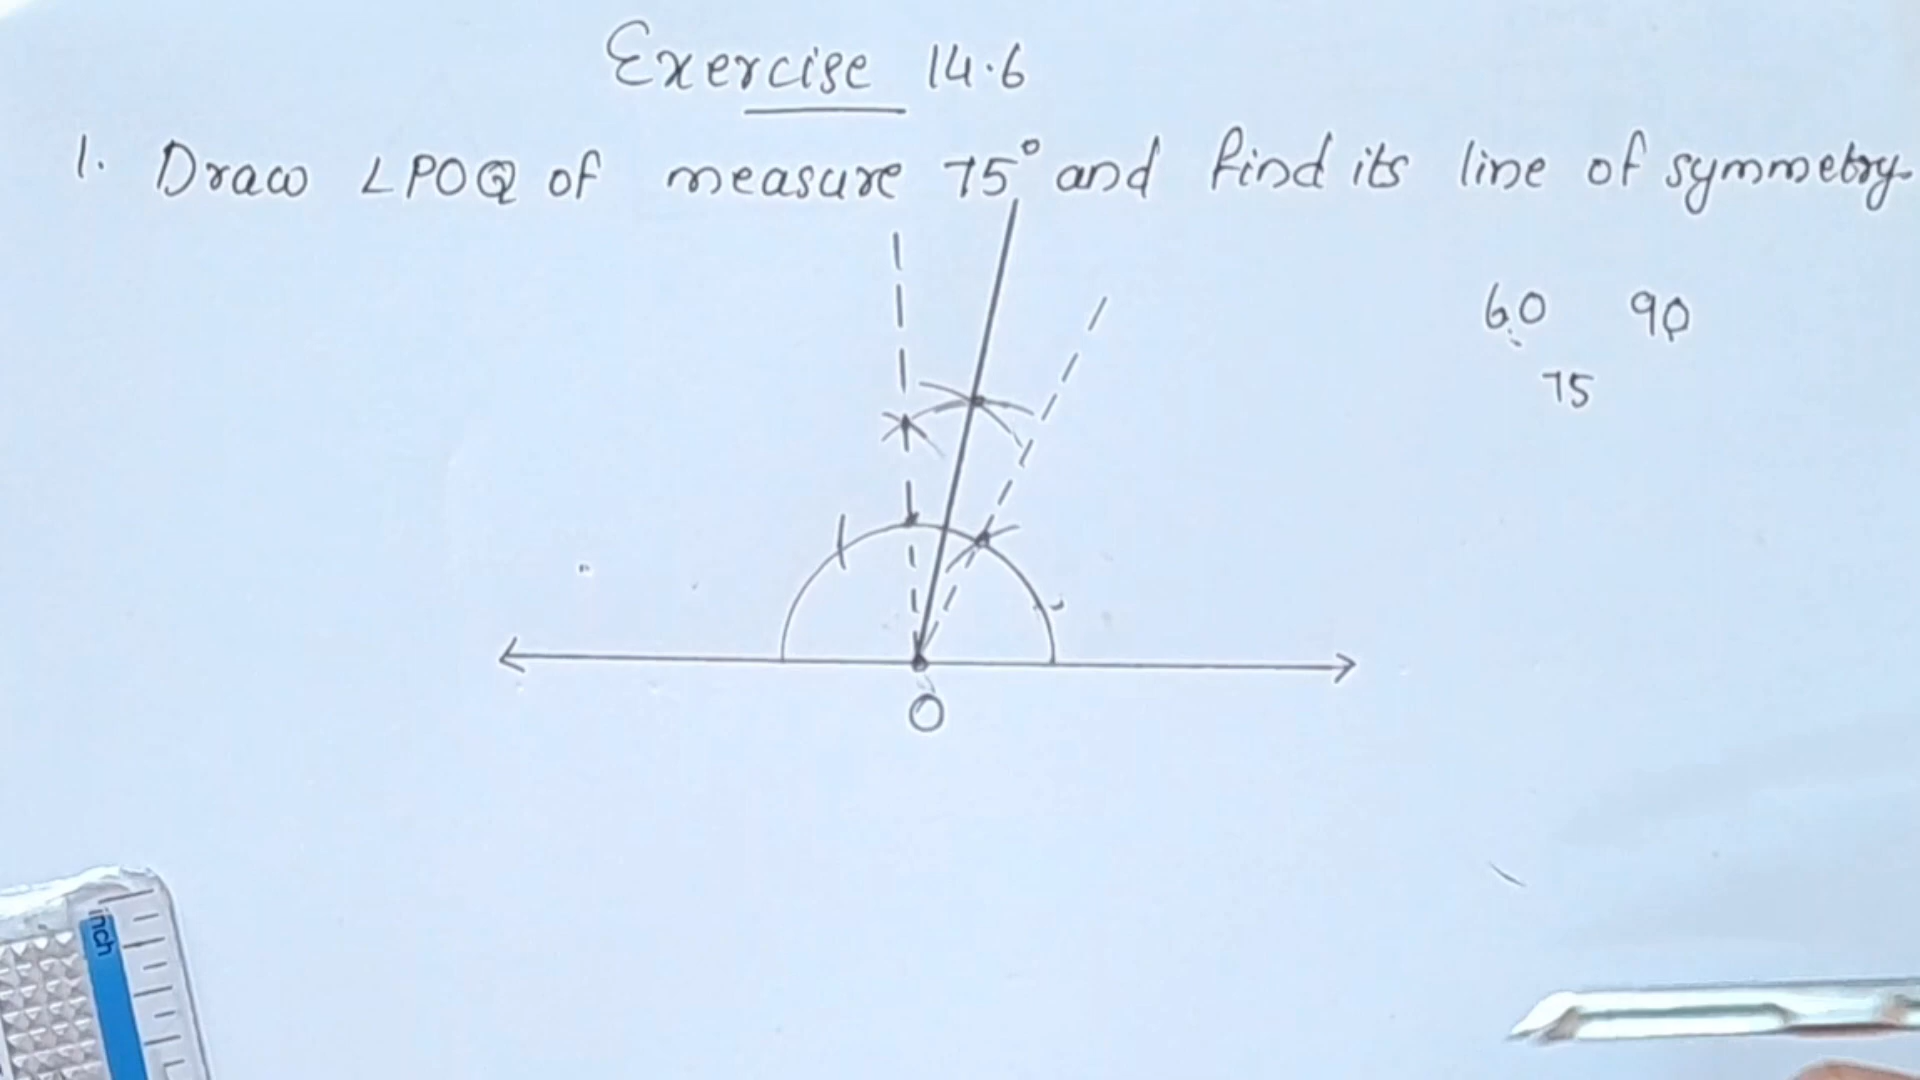 Exercise 14.6
1. Draw ∠POQ of measure 75° and find its line of symmetry.
60 90
75
O
inch